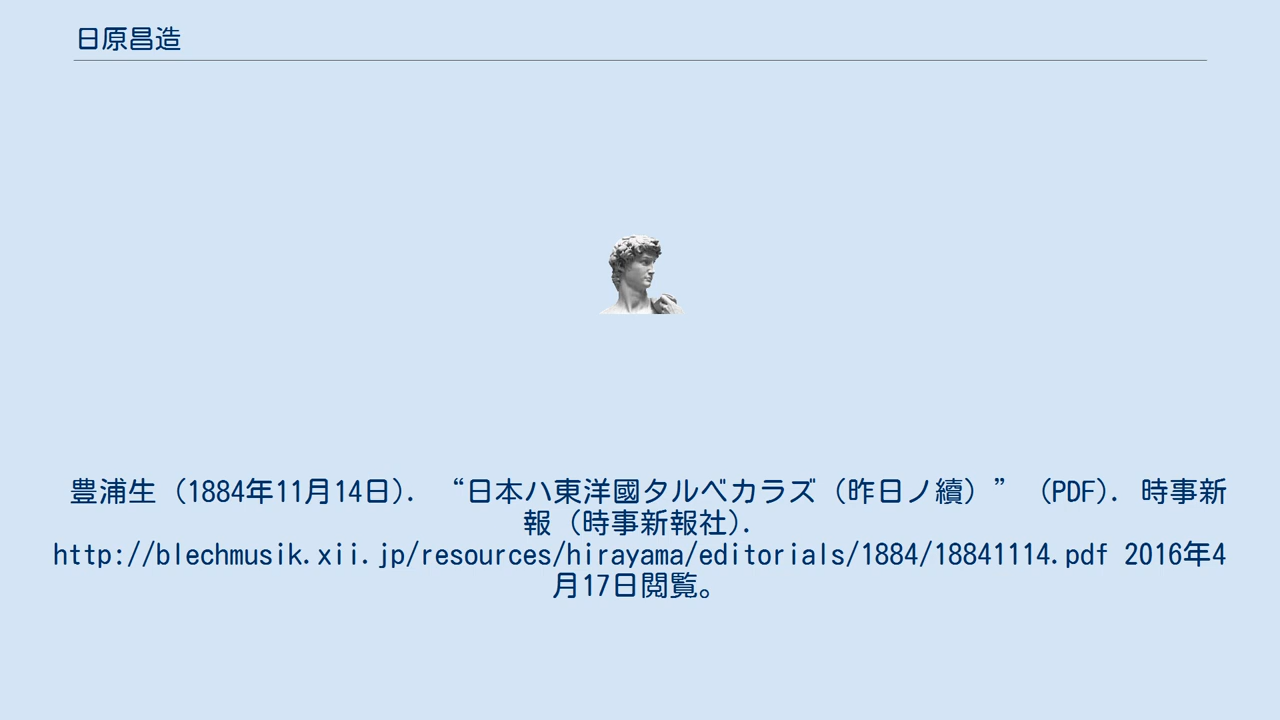 日原昌造
豊浦生 (1884年11月14日). “日本ハ東洋國タルベカラズ（昨日ノ續）” (PDF). 時事新
報 (時事新報社).
http://blechmusik.xii.jp/resources/hirayama/editorials/1884/18841114.pdf 2016年4
月17日閲覧。